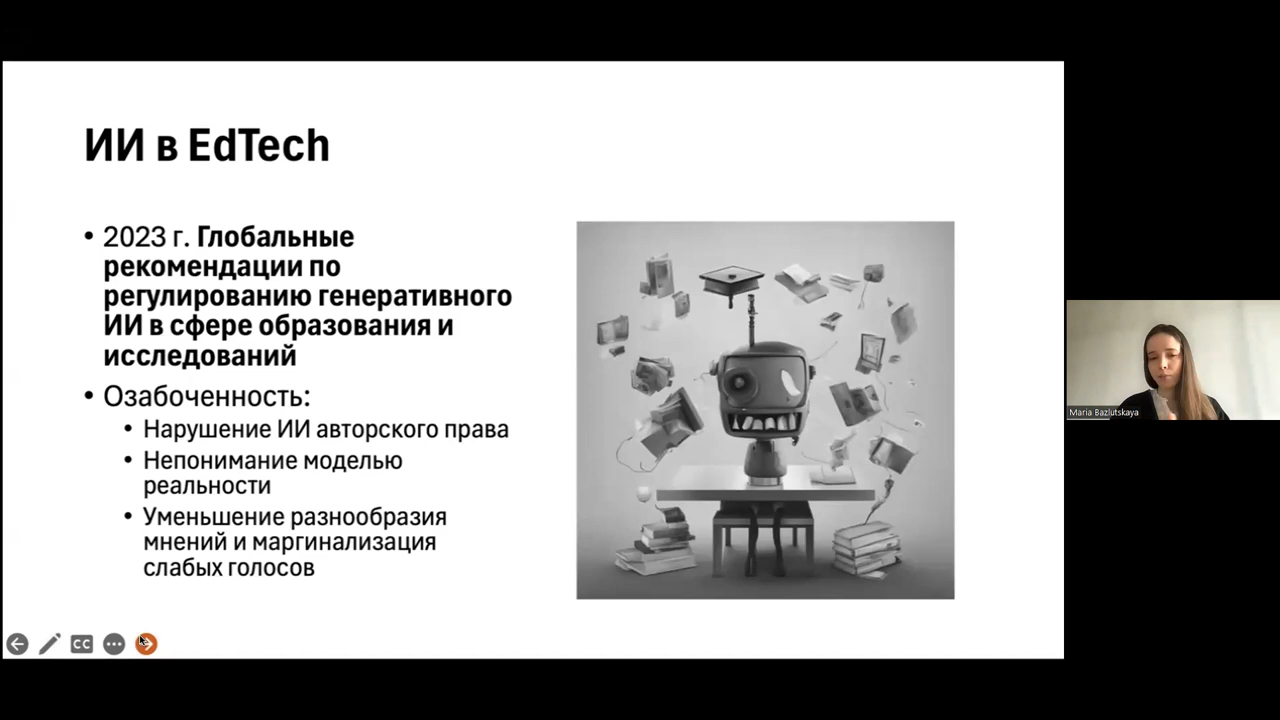 ИИ в EdTech
• 2023 г. Глобальные
рекомендации по
регулированию генеративного
ИИ в сфере образования и
исследований
• Озабоченность:
• Нарушение ИИ авторского права
• Непонимание моделью
реальности
• Уменьшение разнообразия
мнений и маргинализация
слабых голосов
CC
Maria Bazlutskaya